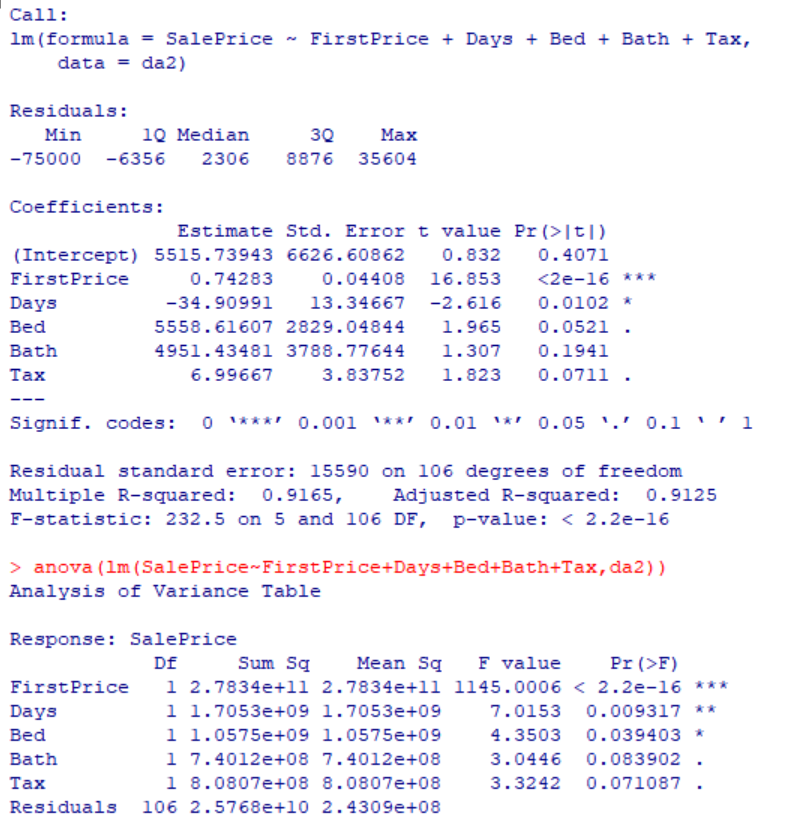 Call:
lm(formula = SalePrice ~ FirstPrice + Days + Bed + Bath + Tax,
    data = da2)
Residuals:
   Min     1Q Median     3Q    Max
-75000  -6356   2306   8876  35604
Coefficients:
              Estimate Std. Error t value Pr(>|t|)
(Intercept) 5515.73943 6626.60862   0.832   0.4071
FirstPrice     0.74283    0.04408  16.853   <2e-16 ***
Days         -34.90991   13.34667  -2.616   0.0102 *
Bed         5558.61607 2829.04844   1.965   0.0521 .
Bath        4951.43481 3788.77644   1.307   0.1941
Tax            6.99667    3.83752   1.823   0.0711 .
---
Signif. codes:  0 ‘***’ 0.001 ‘**’ 0.01 ‘*’ 0.05 ‘.’ 0.1 ‘ ’ 1
Residual standard error: 15590 on 106 degrees of freedom
Multiple R-squared:  0.9165,    Adjusted R-squared:  0.9125
F-statistic: 232.5 on 5 and 106 DF,  p-value: < 2.2e-16
> anova(lm(SalePrice~FirstPrice+Days+Bed+Bath+Tax,da2))
Analysis of Variance Table
Response: SalePrice
            Df     Sum Sq    Mean Sq   F value    Pr(>F)
FirstPrice   1 2.7834e+11 2.7834e+11 1145.0006 < 2.2e-16 ***
Days         1 1.7053e+09 1.7053e+09    7.0153  0.009317 **
Bed          1 1.0575e+09 1.0575e+09    4.3503  0.039403 *
Bath         1 7.4012e+08 7.4012e+08    3.0446  0.083902 .
Tax          1 8.0807e+08 8.0807e+08    3.3242  0.071087 .
Residuals  106 2.5768e+10 2.4309e+08